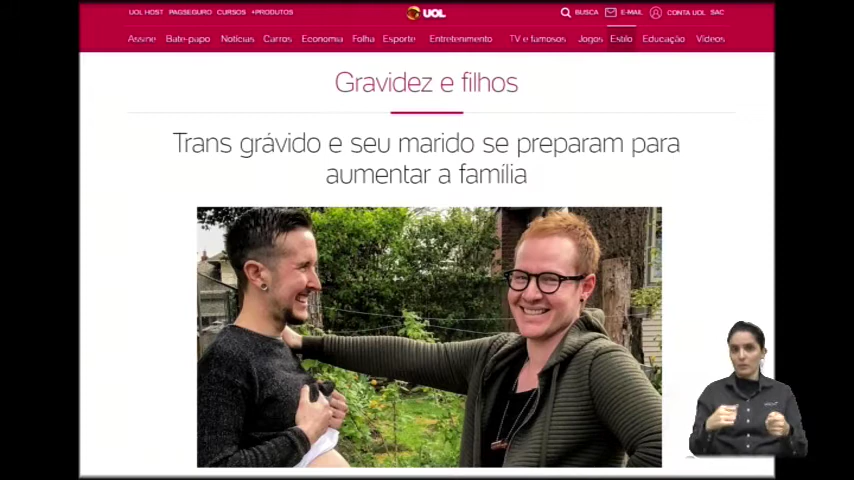 UOL HOST PAGSEGURO CURSOS +PRODUTOS UOL BUSCA E-MAIL CONTA UOL SAC
Assine Bate-papo Notícias Carros Economia Folha Esporte Entretenimento TV e famosos Jogos Estilo Educação Vídeos
Gravidez e filhos
Trans grávido e seu marido se preparam para
aumentar a família